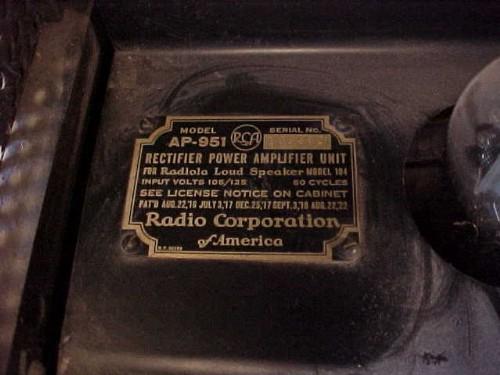 MODEL RCA SERIAL NO.
AP-951
RECTIFIER POWER AMPLIFIER UNIT
FOR Radiola Loud Speaker MODEL 104
INPUT VOLTS 105/125 60 CYCLES
SEE LICENSE NOTICE ON CABINET
PAT'D AUG.22,'16 JULY 3,'17 DEC.25,'17 SEPT.3,'18 AUG.22,'22
Radio Corporation
of America